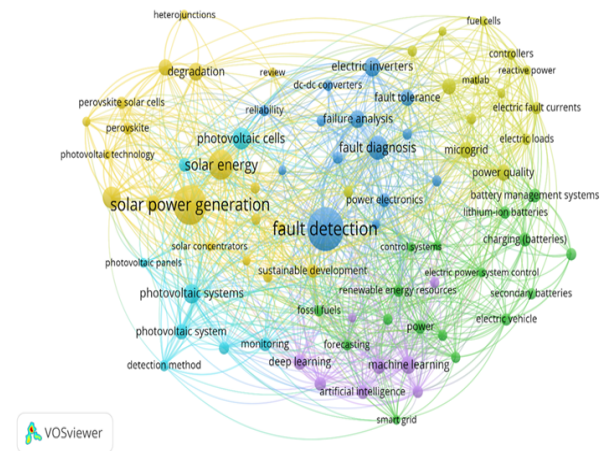 heterojunctions
fuel cells
controllers
electric inverters
degradation
review
reactive power
matlab
dc-dc converters
perovskite solar cells
fault tolerance
electric fault currents
reliability
failure analysis
perovskite
photovoltaic cells
electric loads
fault diagnosis
microgrid
photovoltaic technology
solar energy
power quality
battery management systems
solar power generation
power electronics
lithium-ion batteries
fault detection
charging (batteries)
solar concentrators
control systems
photovoltaic panels
sustainable development
electric power system control
photovoltaic systems
renewable energy resources
secondary batteries
fossil fuels
electric vehicle
photovoltaic system
power
monitoring
forecasting
detection method
deep learning
machine learning
artificial intelligence
smart grid
VOSviewer